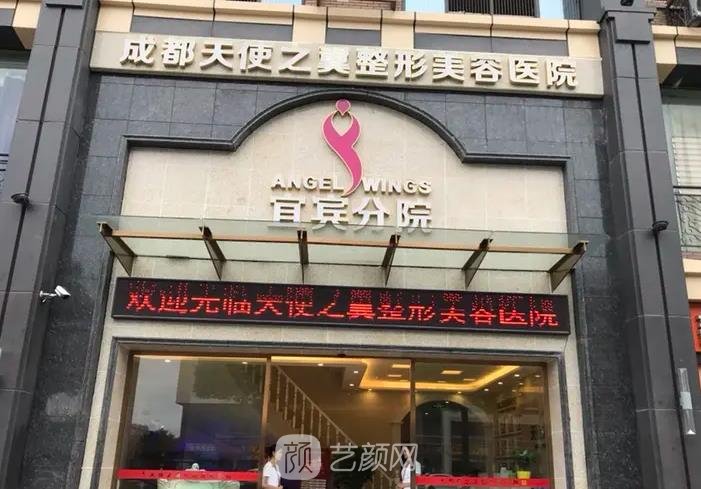 成都天使之翼整形美容医院
ANGEL WINGS
宜宾分院
欢迎光临天使之翼整形美容医院
颜 艺颜网